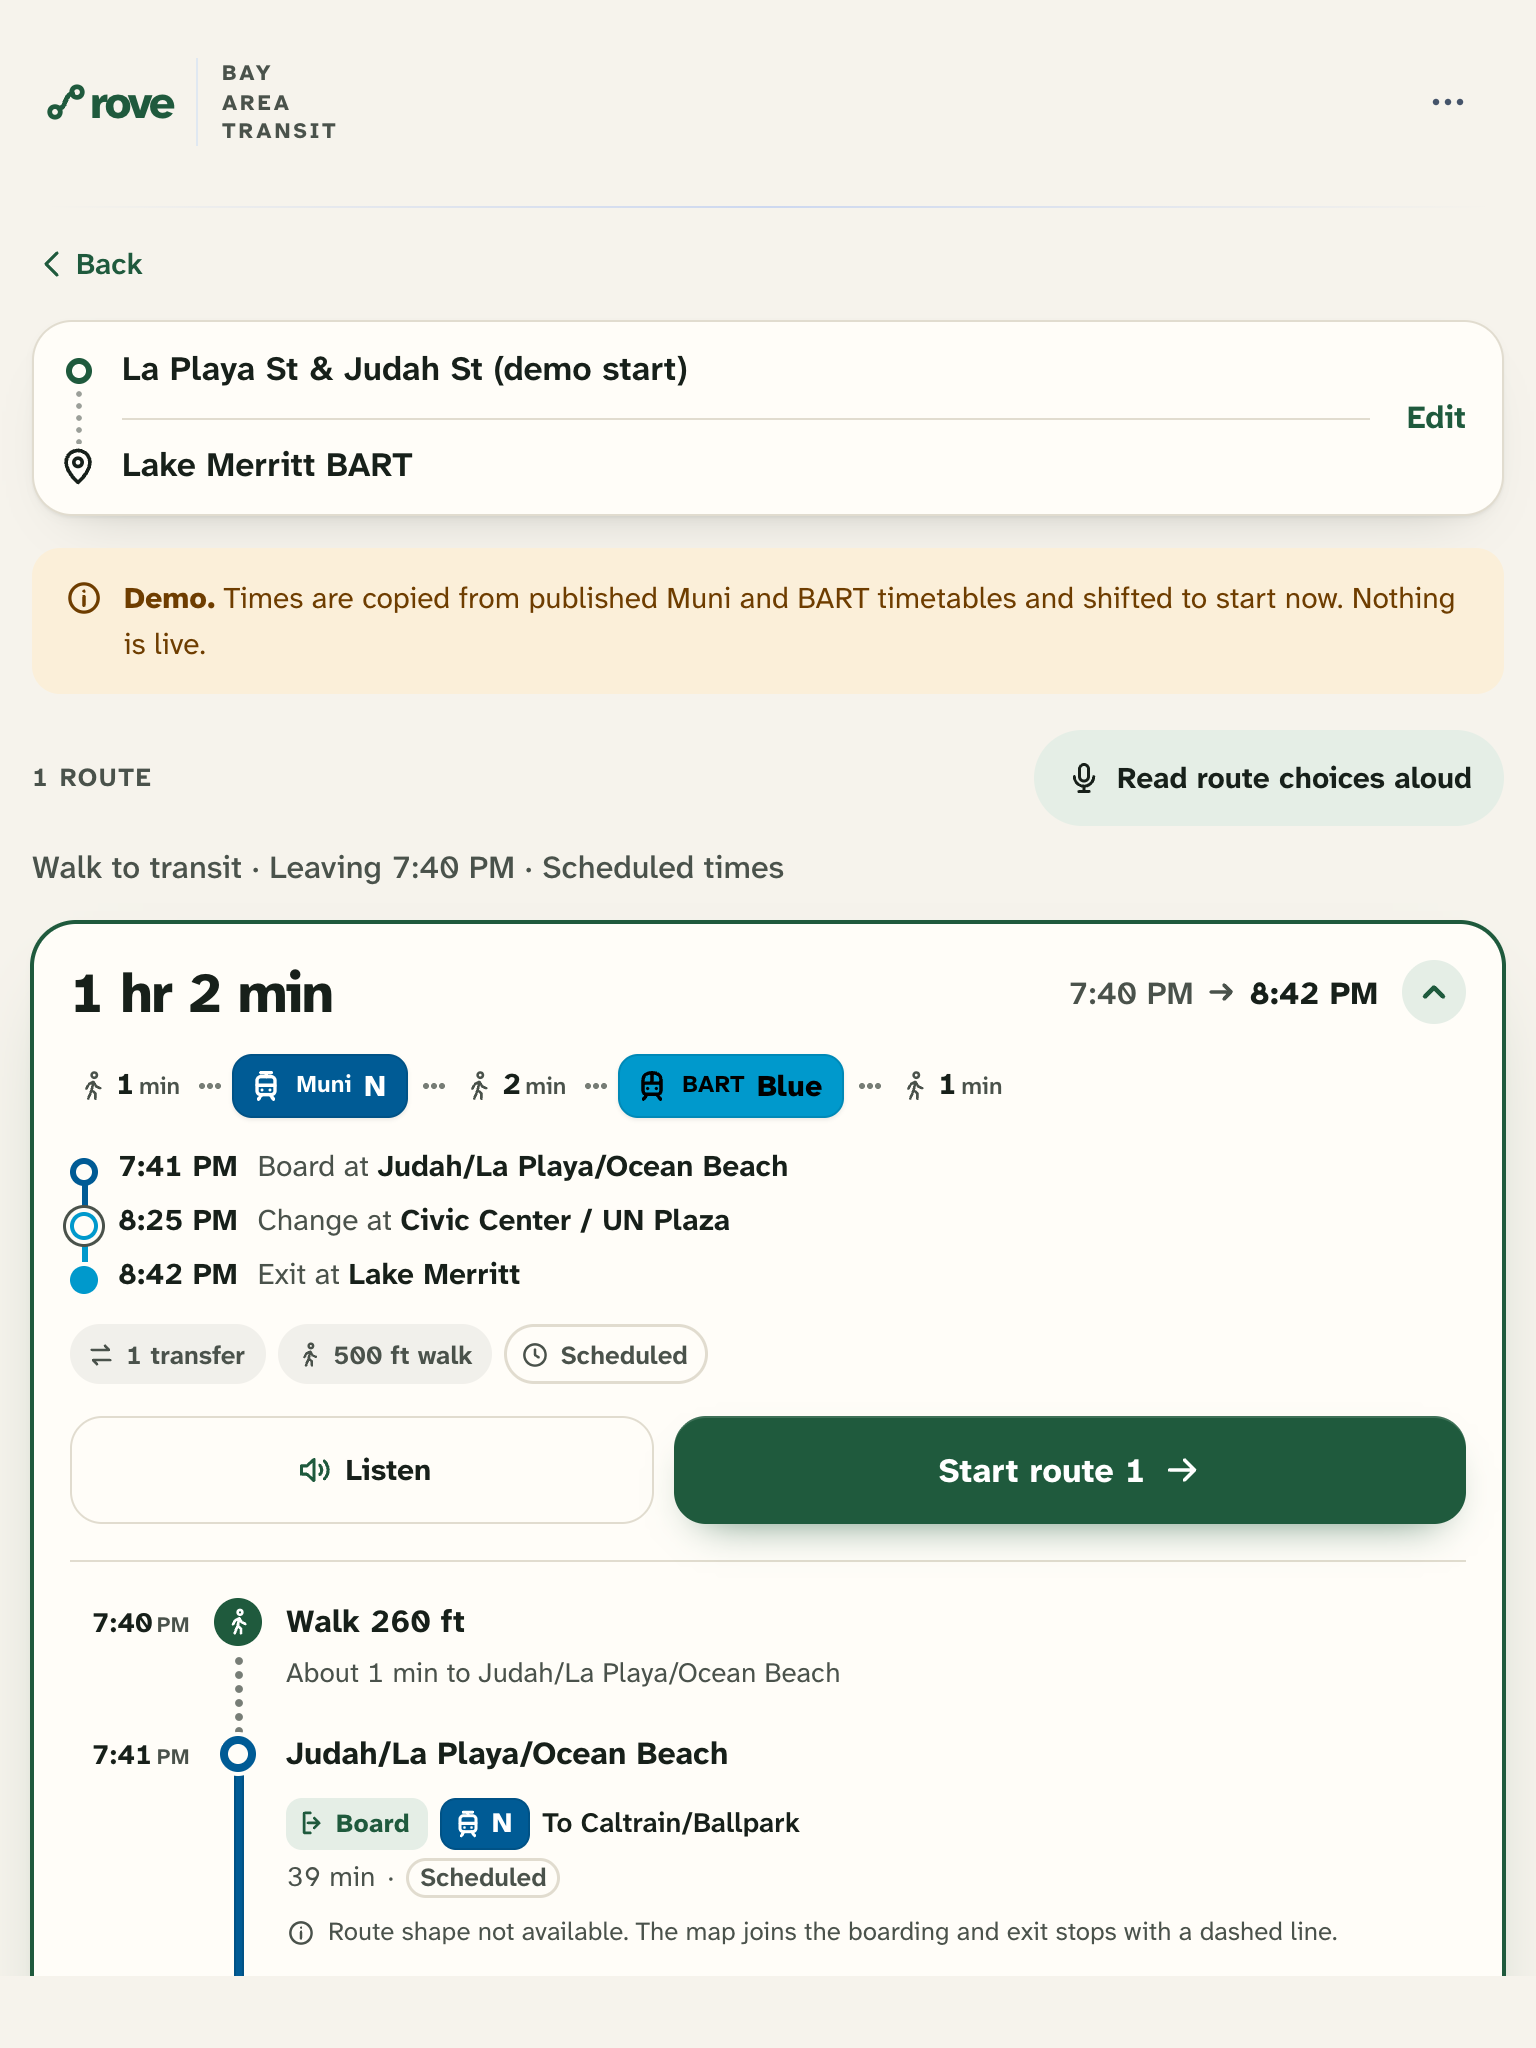 rove
BAY
AREA
TRANSIT
Back
La Playa St & Judah St (demo start)
Edit
Lake Merritt BART
Demo. Times are copied from published Muni and BART timetables and shifted to start now. Nothing
is live.
1 ROUTE
Read route choices aloud
Walk to transit · Leaving 7:40 PM · Scheduled times
1 hr 2 min
7:40 PM → 8:42 PM
1 min ••• Muni N ••• 2 min ••• BART Blue ••• 1 min
7:41 PM Board at Judah/La Playa/Ocean Beach
8:25 PM Change at Civic Center / UN Plaza
8:42 PM Exit at Lake Merritt
1 transfer 500 ft walk Scheduled
Listen
Start route 1 →
7:40 PM Walk 260 ft
About 1 min to Judah/La Playa/Ocean Beach
7:41 PM Judah/La Playa/Ocean Beach
Board N To Caltrain/Ballpark
39 min · Scheduled
Route shape not available. The map joins the boarding and exit stops with a dashed line.